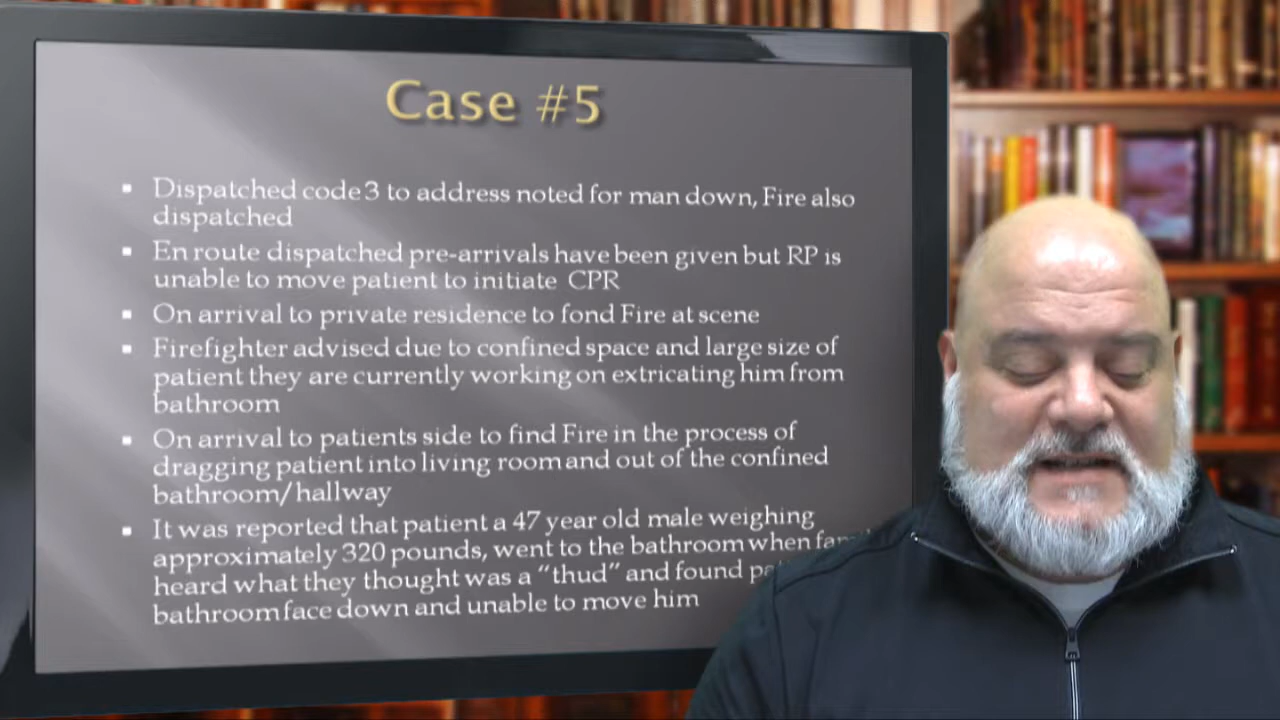 Case #5
Dispatched code 3 to address noted for man down, Fire also
dispatched
En route dispatched pre-arrivals have been given but RP is
unable to move patient to initiate CPR
On arrival to private residence to fond Fire at scene
Firefighter advised due to confined space and large size of
patient they are currently working on extricating him from
bathroom
On arrival to patients side to find Fire in the process of
dragging patient into living room and out of the confined
bathroom/hallway
It was reported that patient a 47 year old male weighing
approximately 320 pounds, went to the bathroom when
heard what they thought was a “thud” and found
bathroom face down and unable to move him